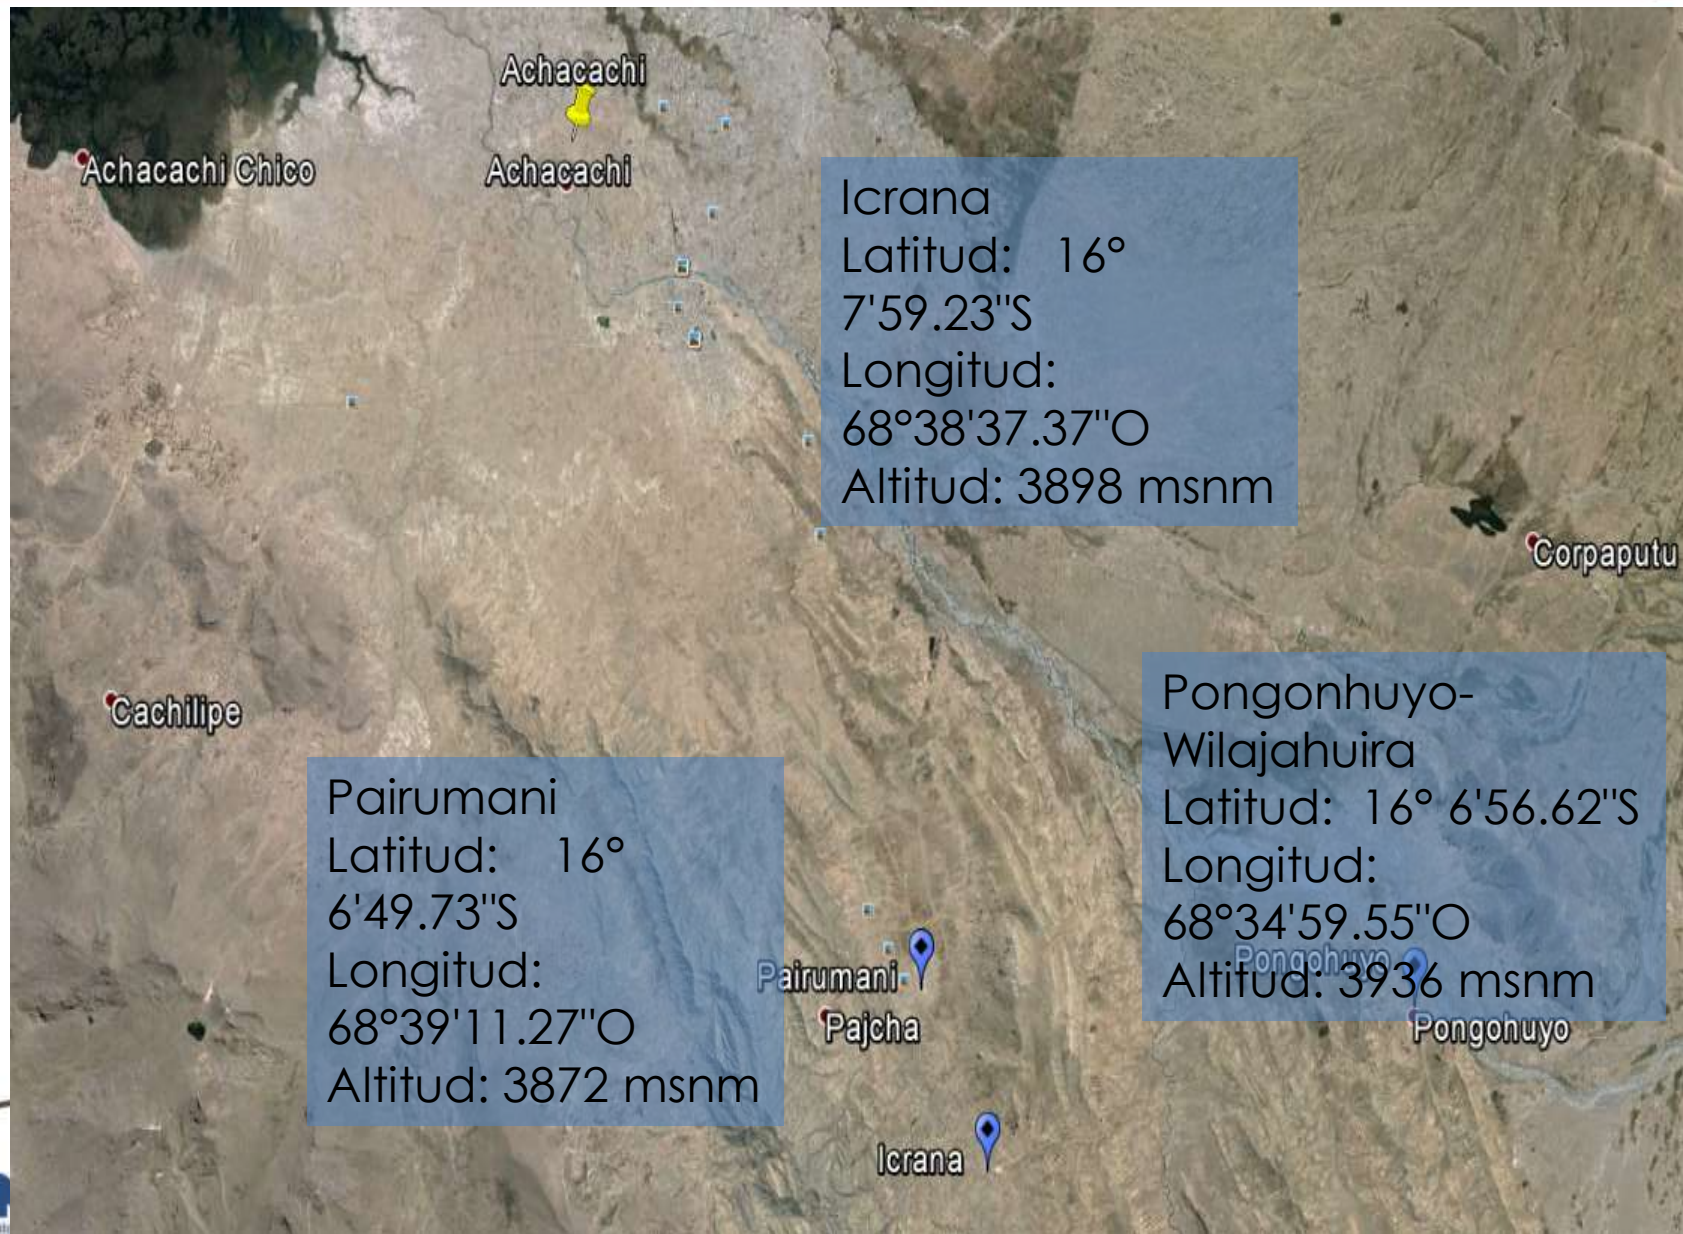 Achacachi
Achacachi Chico
Achacachi
Icrana
Latitud: 16°
7'59.23"S
Longitud:
68°38'37.37"O
Altitud: 3898 msnm
Corpaputu
Cachilipe
Pongonhuyo-
Wilajahuira
Latitud: 16° 6'56.62"S
Longitud:
68°34'59.55"O
Altitud: 3936 msnm
Pongohuyo
Pongohuyo
Pairumani
Latitud: 16°
6'49.73"S
Longitud:
68°39'11.27"O
Altitud: 3872 msnm
Pairumani
Pajcha
Icrana